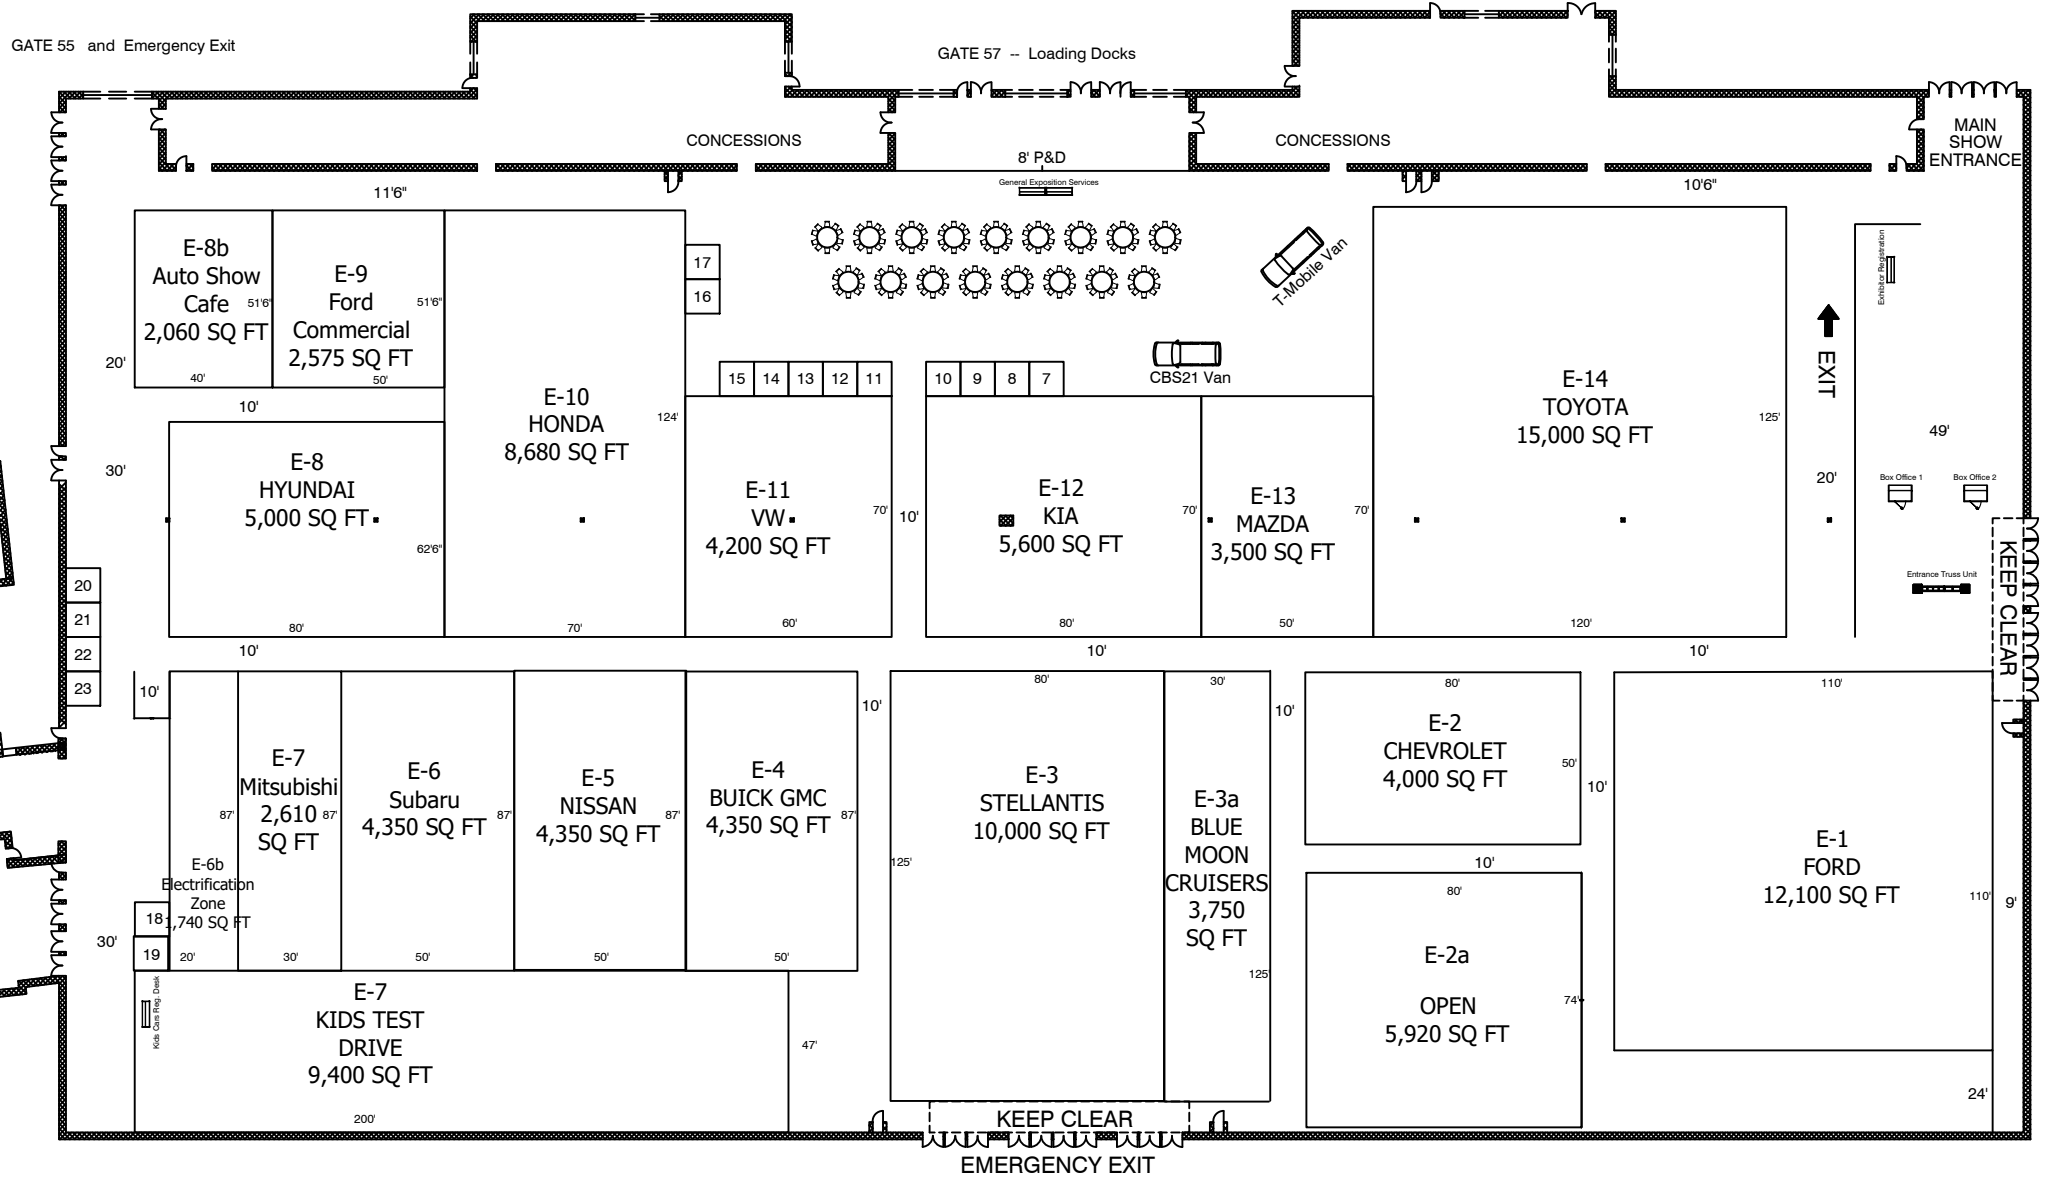 GATE 55 and Emergency Exit
GATE 57 -- Loading Docks
CONCESSIONS
CONCESSIONS
MAIN
SHOW
ENTRANCE
8' P&D
General Exposition Services
11'6"
10'6"
E-8b
Auto Show
Cafe
2,060 SQ FT
51'6"
40'
E-9
Ford
Commercial
2,575 SQ FT
51'6"
50'
20'
10'
30'
E-8
HYUNDAI
5,000 SQ FT
62'6"
80'
E-10
HONDA
8,680 SQ FT
124'
70'
17
16
15
14
13
12
11
10
9
8
7
T-Mobile Van
CBS21 Van
E-11
VW
4,200 SQ FT
70'
60'
10'
E-12
KIA
5,600 SQ FT
70'
80'
E-13
MAZDA
3,500 SQ FT
70'
50'
E-14
TOYOTA
15,000 SQ FT
125'
120'
EXIT
20'
Exhibitor Registration
49'
Box Office 1
Box Office 2
Entrance Truss Unit
KEEP CLEAR
20
21
22
23
10'
10'
10'
10'
E-6b
Electrification
Zone
1,740 SQ FT
87'
20'
E-7
Mitsubishi
2,610
SQ FT
87'
30'
E-6
Subaru
4,350 SQ FT
87'
50'
E-5
NISSAN
4,350 SQ FT
87'
50'
E-4
BUICK GMC
4,350 SQ FT
87'
50'
10'
80'
E-3
STELLANTIS
10,000 SQ FT
125'
30'
E-3a
BLUE
MOON
CRUISERS
3,750
SQ FT
125'
10'
80'
E-2
CHEVROLET
4,000 SQ FT
50'
10'
10'
80'
E-2a
OPEN
5,920 SQ FT
74'
110'
E-1
FORD
12,100 SQ FT
110'
9'
24'
18
19
30'
Kids Cars Reg. Desk
E-7
KIDS TEST
DRIVE
9,400 SQ FT
47'
200'
KEEP CLEAR
EMERGENCY EXIT